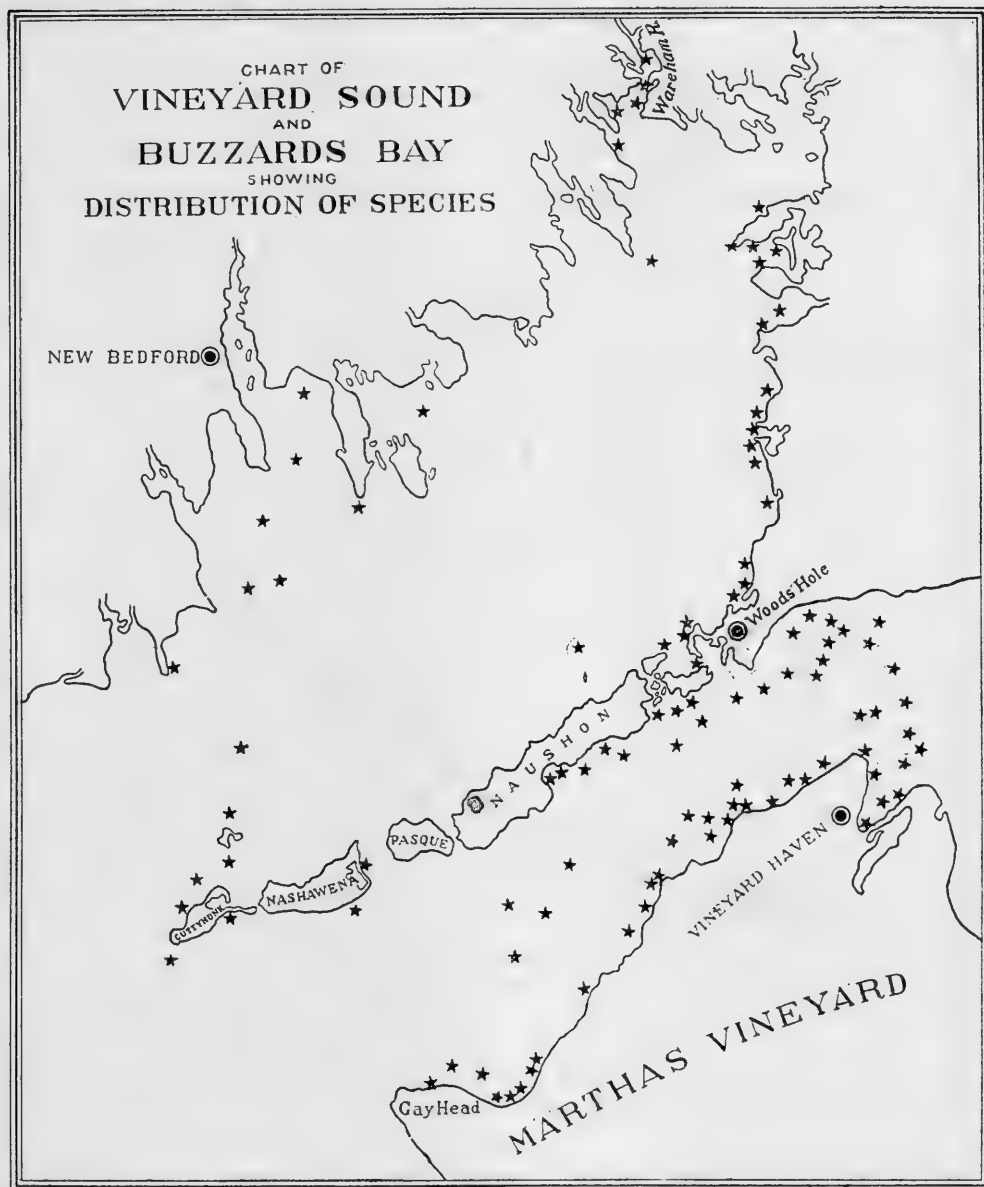 CHART OF
VINEYARD SOUND
AND
BUZZARDS BAY
SHOWING
DISTRIBUTION OF SPECIES
Wareham R.
NEW BEDFORD
Woods Hole
NAUSHON
PASQUE
NASHAWENA
CUTTYHUNK
VINEYARD HAVEN
MARTHAS VINEYARD
Gay Head